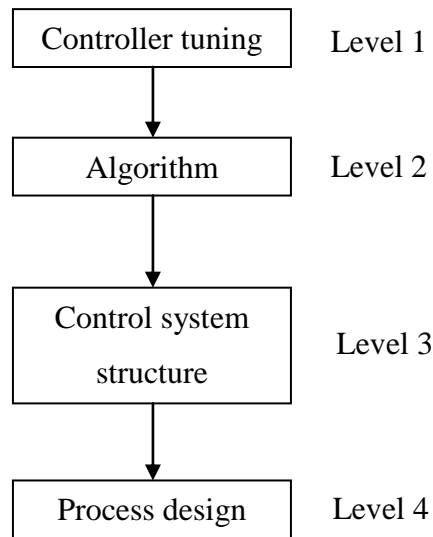 Controller tuning Level 1
Algorithm Level 2
Control system
structure
Level 3
Process design Level 4